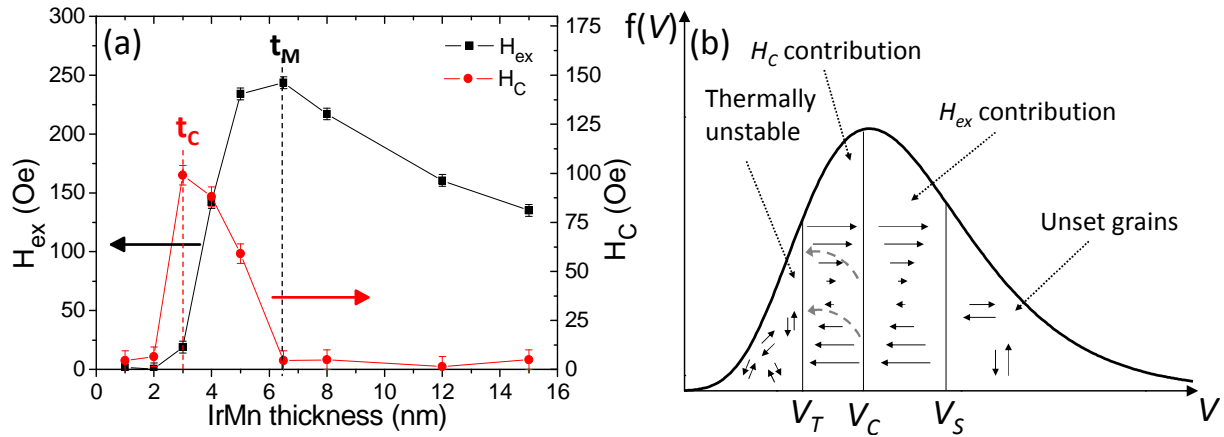 (a)
t_M
H_ex
H_C
t_C
300
250
200
150
100
50
0
H_ex (Oe)
175
150
125
100
75
50
25
0
H_C (Oe)
0 2 4 6 8 10 12 14 16
IrMn thickness (nm)
f(V)
(b)
H_C contribution
Thermally
unstable
H_ex contribution
Unset grains
V_T V_C V_S
V